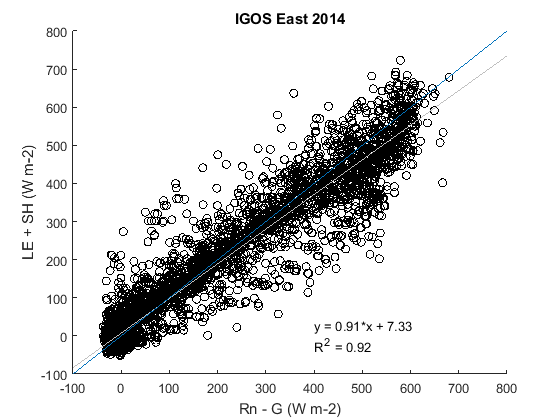 IGOS East 2014
800
700
600
500
400
300
200
100
0
-100
LE + SH (W m-2)
y = 0.91*x + 7.33
R2 = 0.92
-100 0 100 200 300 400 500 600 700 800
Rn - G (W m-2)